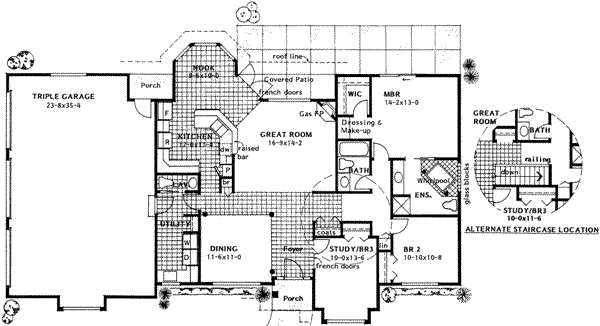 roof line
NOOK
9-6x10-0
Covered Patio
french doors
Porch
TRIPLE GARAGE
23-8x35-4
WIC
MBR
14-2x13-0
Gas FP
Dressing &
Make-up
F
R
KITCHEN
GREAT ROOM
16-9x14-2
raised
bar
dw
P
br
BATH
Whirlpool
ENS.
glass blocks
LAV.
UTILITY
W
D
DINING
11-6x11-0
Foyer
coats
STUDY/BR3
10-0x13-6
french doors
lin
BR 2
10-10x10-8
Porch
GREAT
ROOM
BATH
railing
down
STUDY/BR3
10-0x11-6
ALTERNATE STAIRCASE LOCATION